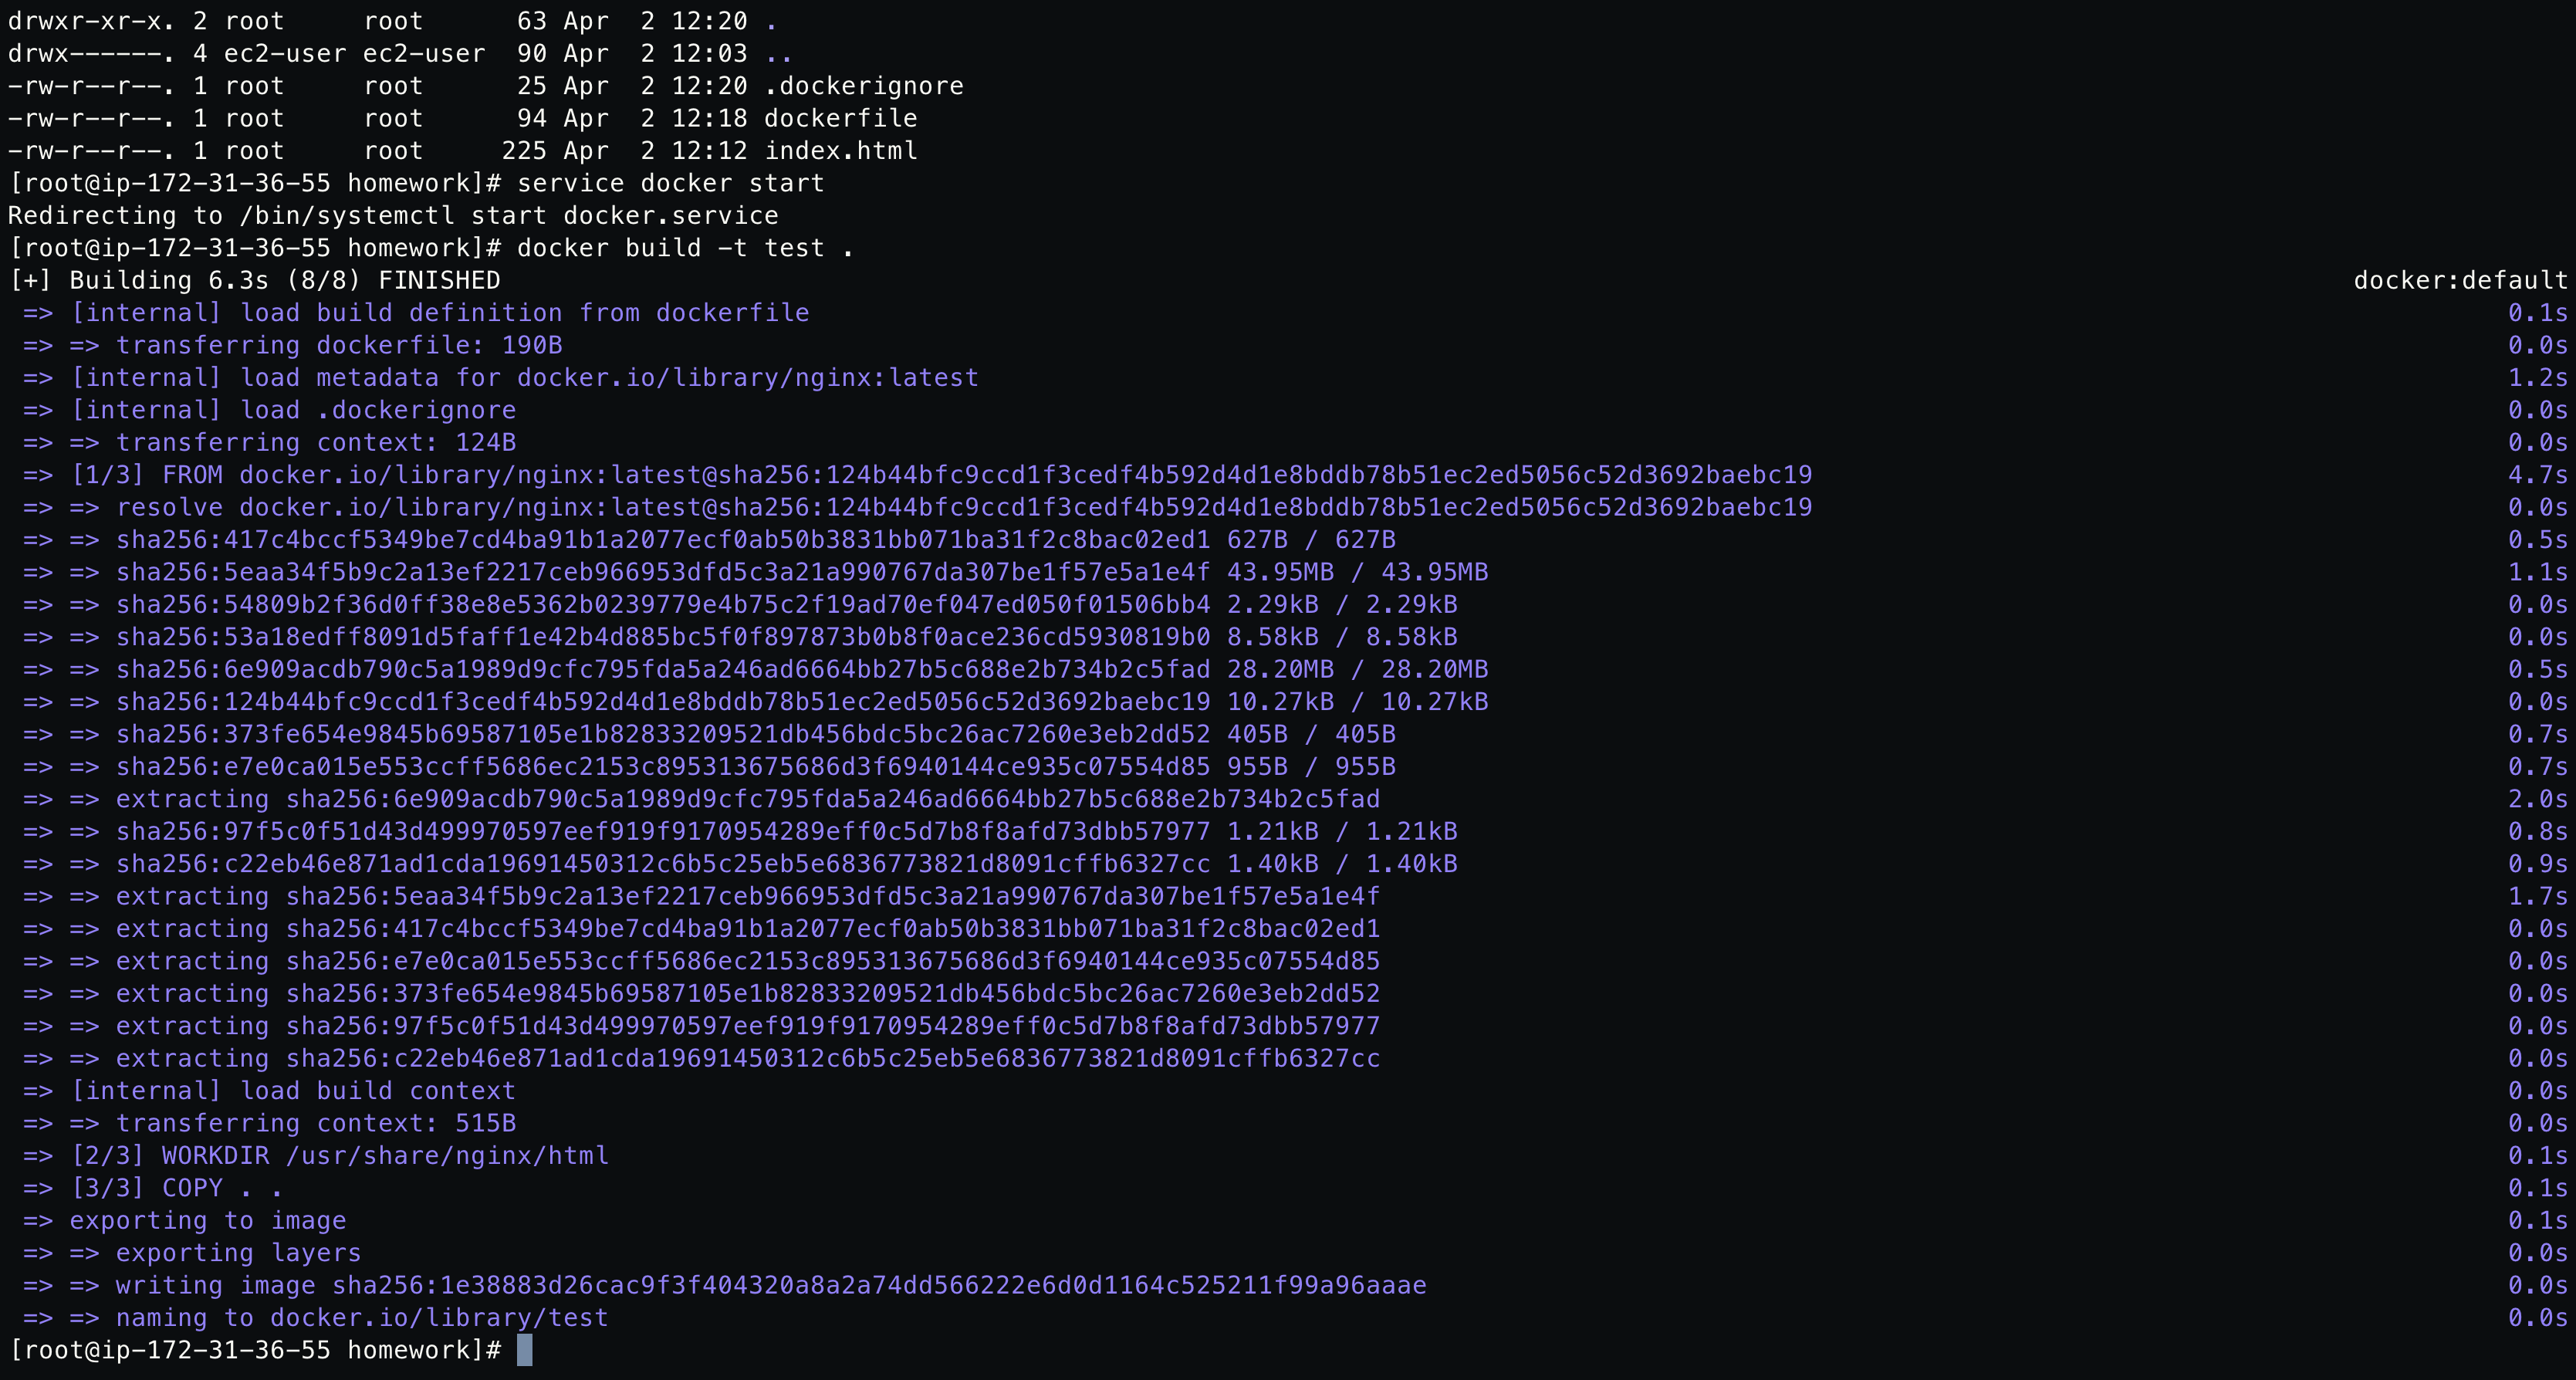 drwxr-xr-x. 2 root     root      63 Apr  2 12:20 .
drwx------. 4 ec2-user ec2-user  90 Apr  2 12:03 ..
-rw-r--r--. 1 root     root      25 Apr  2 12:20 .dockerignore
-rw-r--r--. 1 root     root      94 Apr  2 12:18 dockerfile
-rw-r--r--. 1 root     root     225 Apr  2 12:12 index.html
[root@ip-172-31-36-55 homework]# service docker start
Redirecting to /bin/systemctl start docker.service
[root@ip-172-31-36-55 homework]# docker build -t test .
[+] Building 6.3s (8/8) FINISHED docker:default
=> [internal] load build definition from dockerfile 0.1s
=> => transferring dockerfile: 190B 0.0s
=> [internal] load metadata for docker.io/library/nginx:latest 1.2s
=> [internal] load .dockerignore 0.0s
=> => transferring context: 124B 0.0s
=> [1/3] FROM docker.io/library/nginx:latest@sha256:124b44bfc9ccd1f3cedf4b592d4d1e8bddb78b51ec2ed5056c52d3692baebc19 4.7s
=> => resolve docker.io/library/nginx:latest@sha256:124b44bfc9ccd1f3cedf4b592d4d1e8bddb78b51ec2ed5056c52d3692baebc19 0.0s
=> => sha256:417c4bccf5349be7cd4ba91b1a2077ecf0ab50b3831bb071ba31f2c8bac02ed1 627B / 627B 0.5s
=> => sha256:5eaa34f5b9c2a13ef2217ceb966953dfd5c3a21a990767da307be1f57e5a1e4f 43.95MB / 43.95MB 1.1s
=> => sha256:54809b2f36d0ff38e8e5362b0239779e4b75c2f19ad70ef047ed050f01506bb4 2.29kB / 2.29kB 0.0s
=> => sha256:53a18edff8091d5faff1e42b4d885bc5f0f897873b0b8f0ace236cd5930819b0 8.58kB / 8.58kB 0.0s
=> => sha256:6e909acdb790c5a1989d9cfc795fda5a246ad6664bb27b5c688e2b734b2c5fad 28.20MB / 28.20MB 0.5s
=> => sha256:124b44bfc9ccd1f3cedf4b592d4d1e8bddb78b51ec2ed5056c52d3692baebc19 10.27kB / 10.27kB 0.0s
=> => sha256:373fe654e9845b69587105e1b82833209521db456bdc5bc26ac7260e3eb2dd52 405B / 405B 0.7s
=> => sha256:e7e0ca015e553ccff5686ec2153c895313675686d3f6940144ce935c07554d85 955B / 955B 0.7s
=> => extracting sha256:6e909acdb790c5a1989d9cfc795fda5a246ad6664bb27b5c688e2b734b2c5fad 2.0s
=> => sha256:97f5c0f51d43d499970597eef919f9170954289eff0c5d7b8f8afd73dbb57977 1.21kB / 1.21kB 0.8s
=> => sha256:c22eb46e871ad1cda19691450312c6b5c25eb5e6836773821d8091cffb6327cc 1.40kB / 1.40kB 0.9s
=> => extracting sha256:5eaa34f5b9c2a13ef2217ceb966953dfd5c3a21a990767da307be1f57e5a1e4f 1.7s
=> => extracting sha256:417c4bccf5349be7cd4ba91b1a2077ecf0ab50b3831bb071ba31f2c8bac02ed1 0.0s
=> => extracting sha256:e7e0ca015e553ccff5686ec2153c895313675686d3f6940144ce935c07554d85 0.0s
=> => extracting sha256:373fe654e9845b69587105e1b82833209521db456bdc5bc26ac7260e3eb2dd52 0.0s
=> => extracting sha256:97f5c0f51d43d499970597eef919f9170954289eff0c5d7b8f8afd73dbb57977 0.0s
=> => extracting sha256:c22eb46e871ad1cda19691450312c6b5c25eb5e6836773821d8091cffb6327cc 0.0s
=> [internal] load build context 0.0s
=> => transferring context: 515B 0.0s
=> [2/3] WORKDIR /usr/share/nginx/html 0.1s
=> [3/3] COPY . . 0.1s
=> exporting to image 0.1s
=> => exporting layers 0.0s
=> => writing image sha256:1e38883d26cac9f3f404320a8a2a74dd566222e6d0d1164c525211f99a96aaae 0.0s
=> => naming to docker.io/library/test 0.0s
[root@ip-172-31-36-55 homework]#